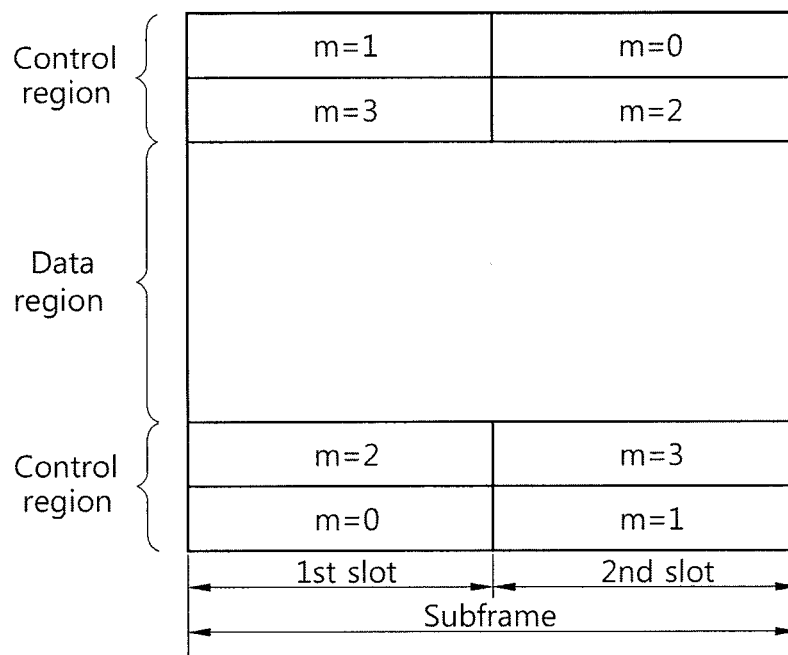 Control
region
m=1 m=0
m=3 m=2
Data
region
Control
region
m=2 m=3
m=0 m=1
1st slot 2nd slot
Subframe